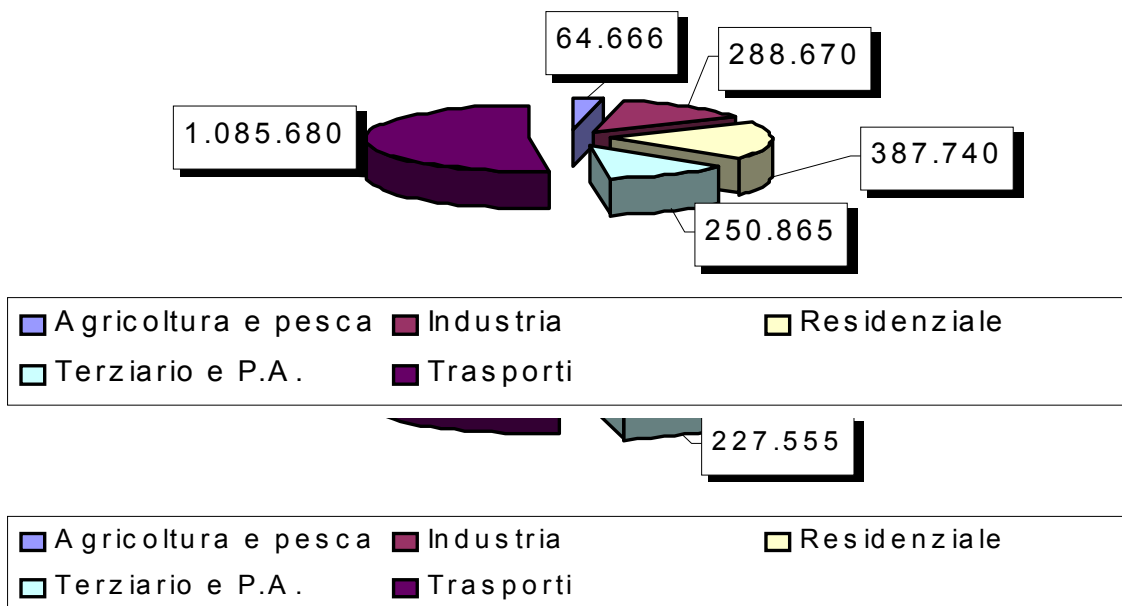 64.666
288.670
1.085.680
387.740
250.865
Agricoltura e pesca Industria Residenziale
Terziario e P.A. Trasporti
227.555
Agricoltura e pesca Industria Residenziale
Terziario e P.A. Trasporti